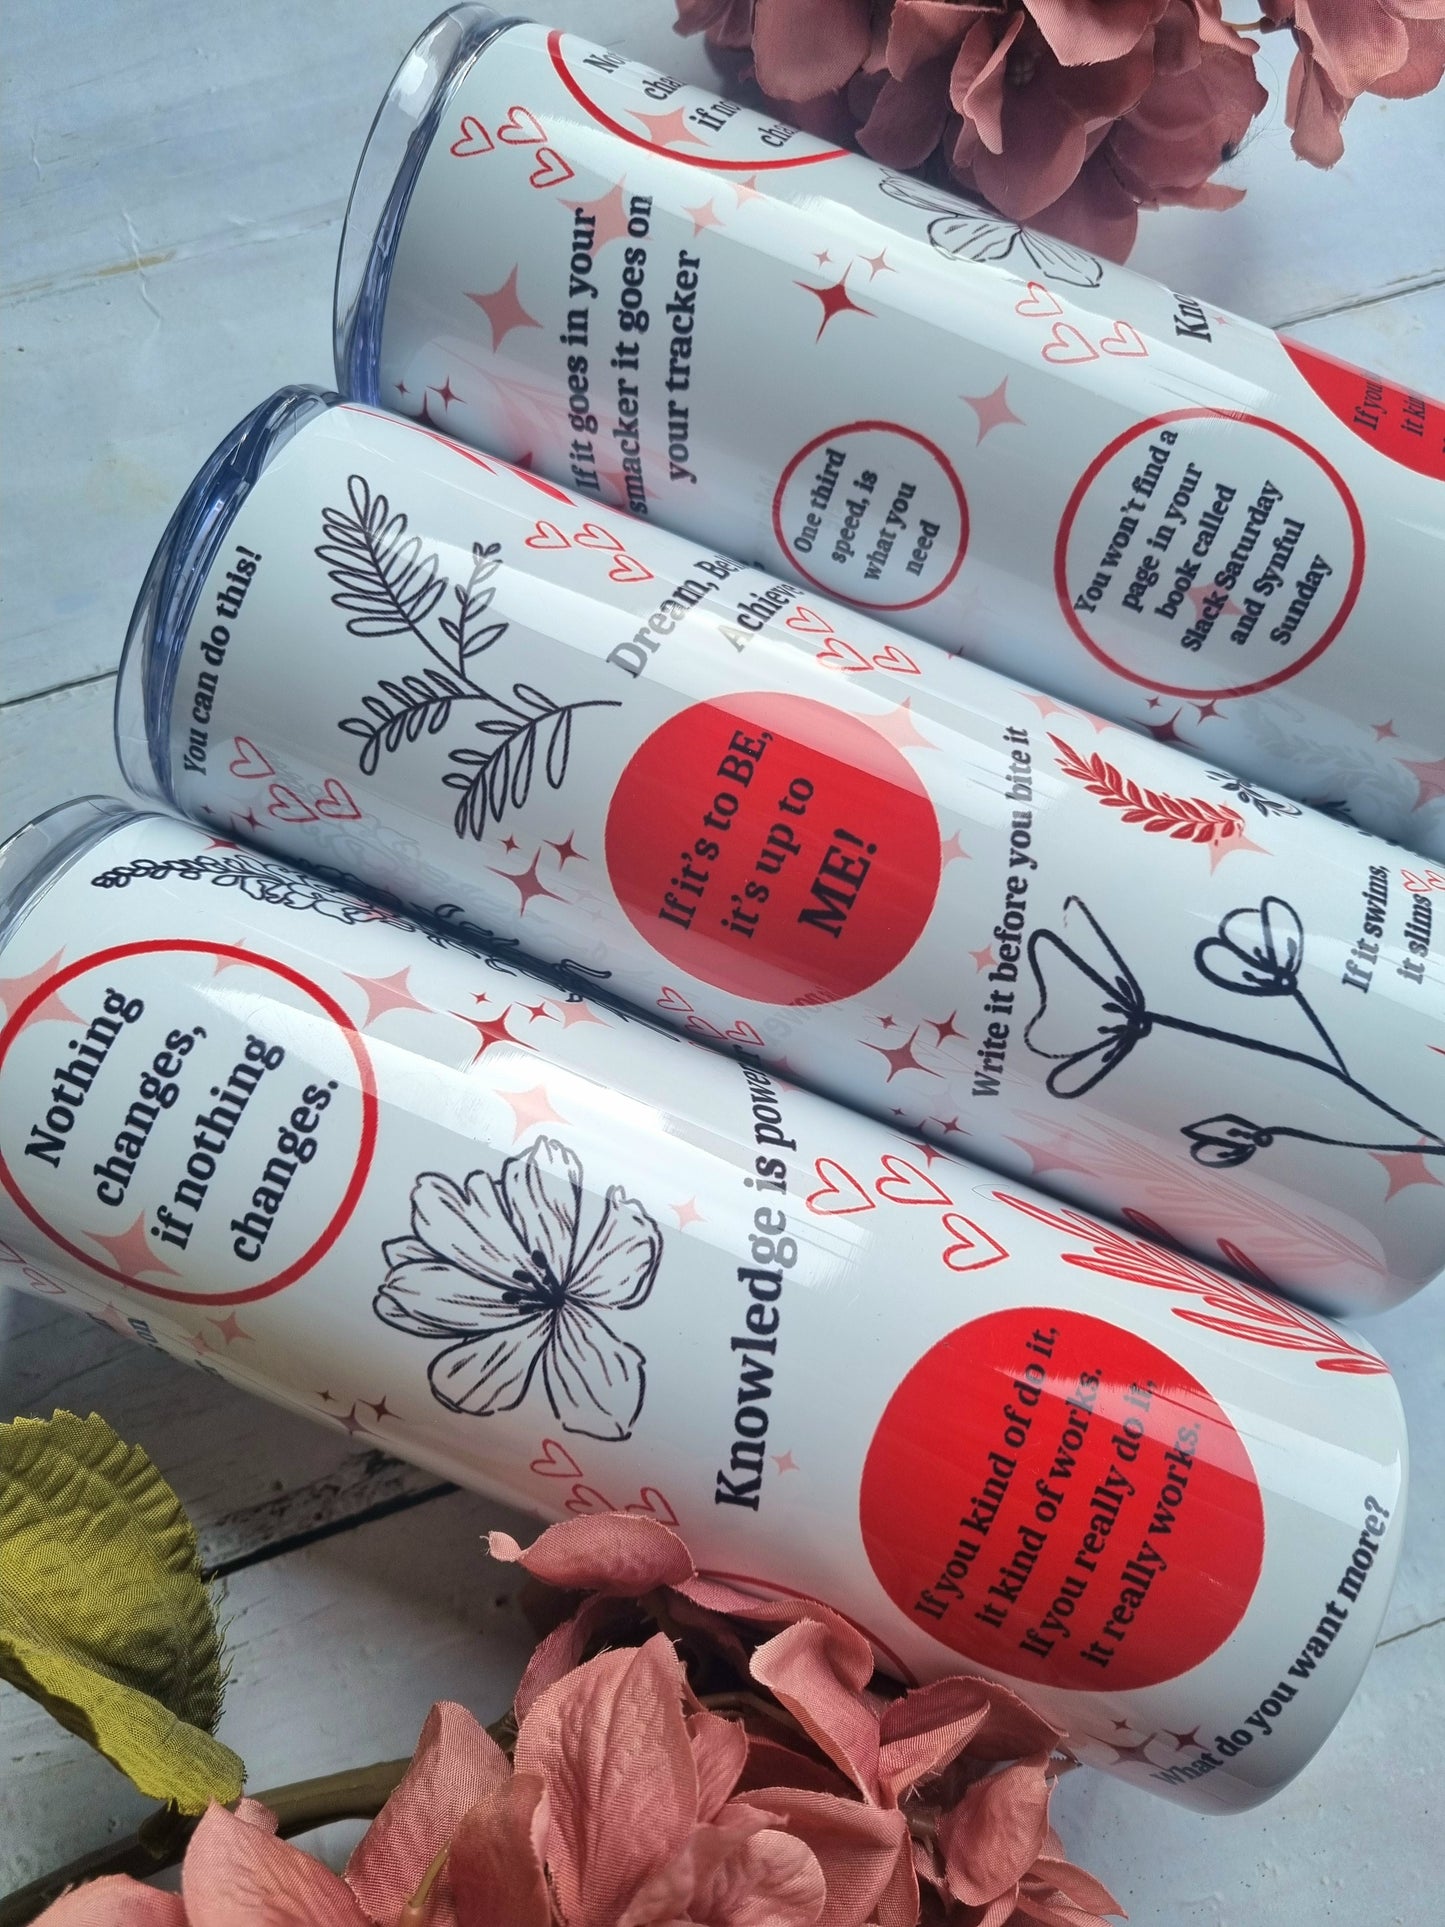 if no
If it goes in your
smacker it goes on
your tracker
One third
speed, is
what you
need
You won't find a
page in your
book called
Slack Saturday
and Synful
Sunday
You can do this!
Dream,
Achieve
If it's to BE,
it's up to
ME!
Write it before you bite it
If it swims,
it slims
Nothing
changes,
if nothing
changes.
Knowledge is power
If you kind of do it,
it kind of works.
If you really do it,
it really works.
What do you want more?